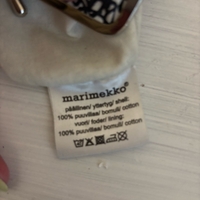 marimekko®
päällinen/ yttertyg/ shell:
100% puuvillaa/ bomull/ cotton
vuori/ foder/ lining:
100% puuvillaa/ bomull/ cotton